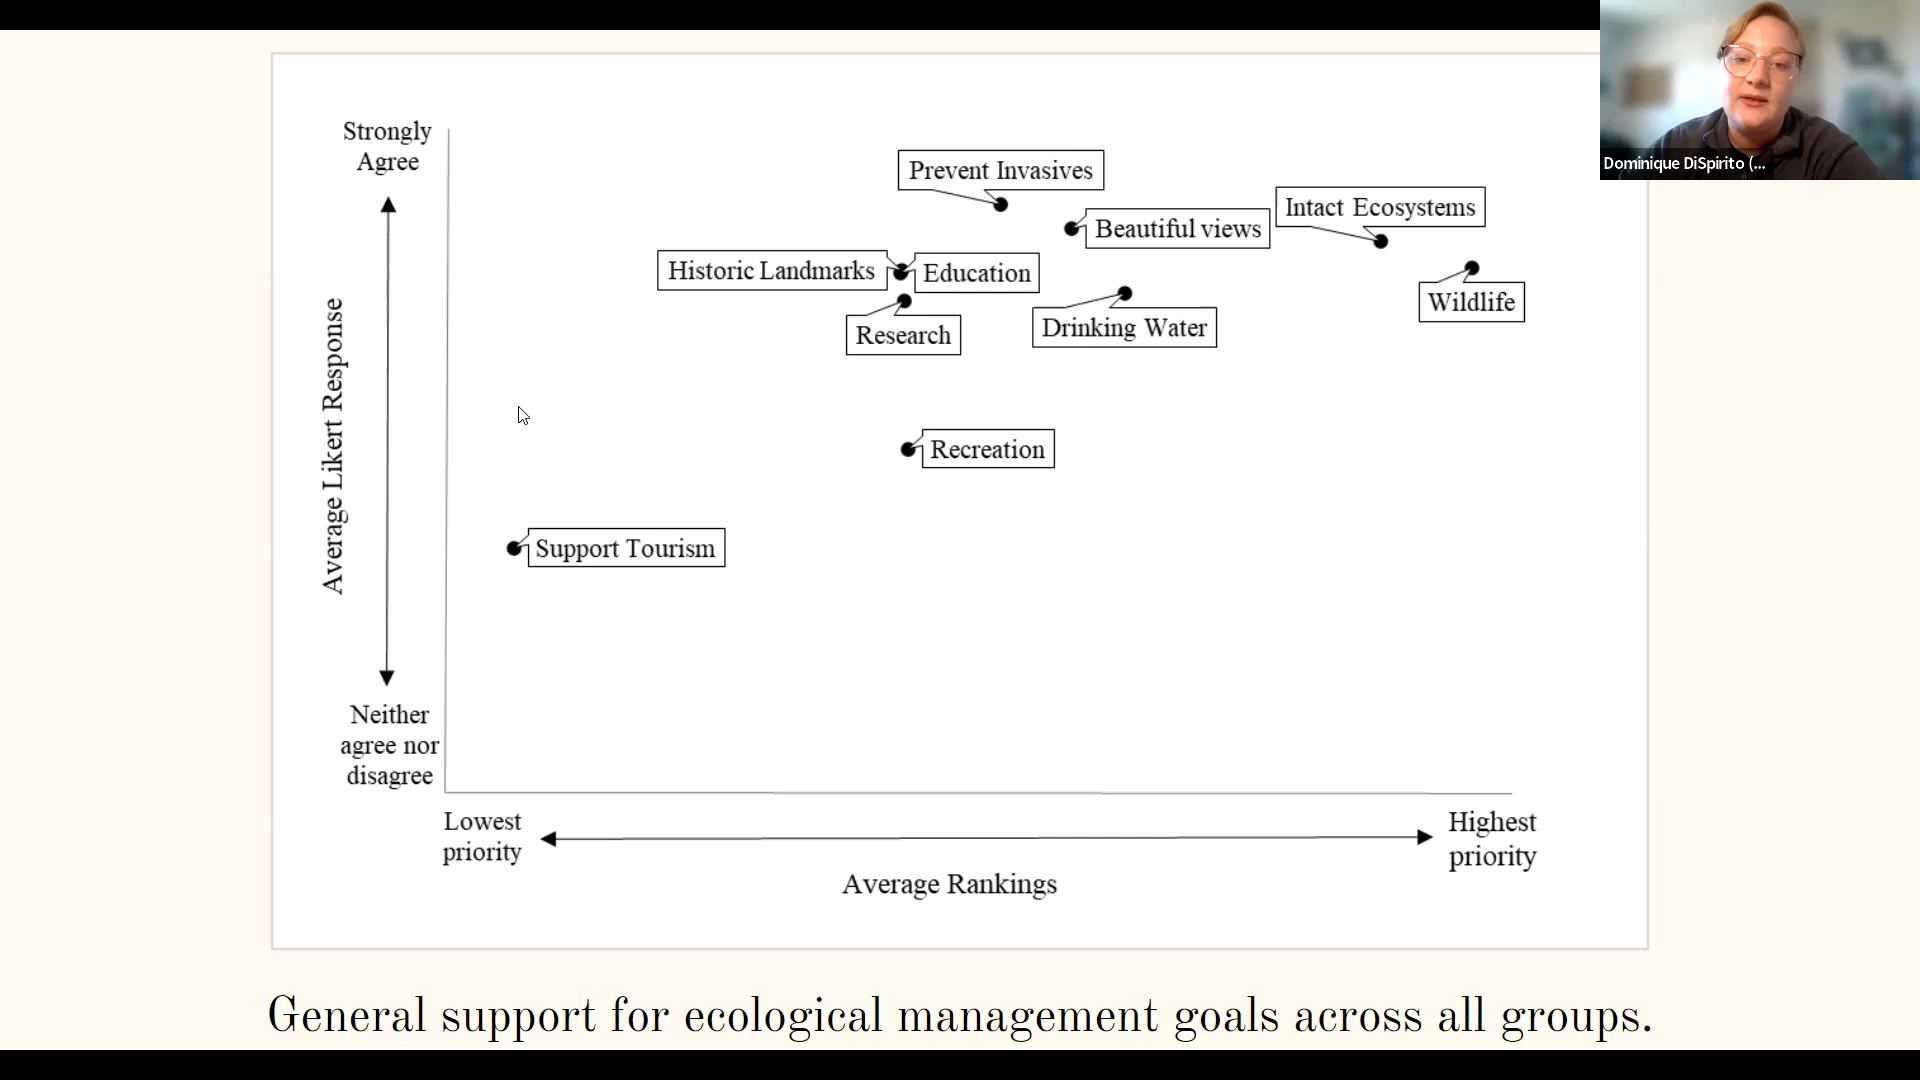 Dominique DiSpirito (...
Strongly
Agree
Prevent Invasives
Intact Ecosystems
Beautiful views
Historic Landmarks
Education
Wildlife
Research
Drinking Water
Average Likert Response
Recreation
Support Tourism
Neither
agree nor
disagree
Lowest
priority
Highest
priority
Average Rankings
General support for ecological management goals across all groups.